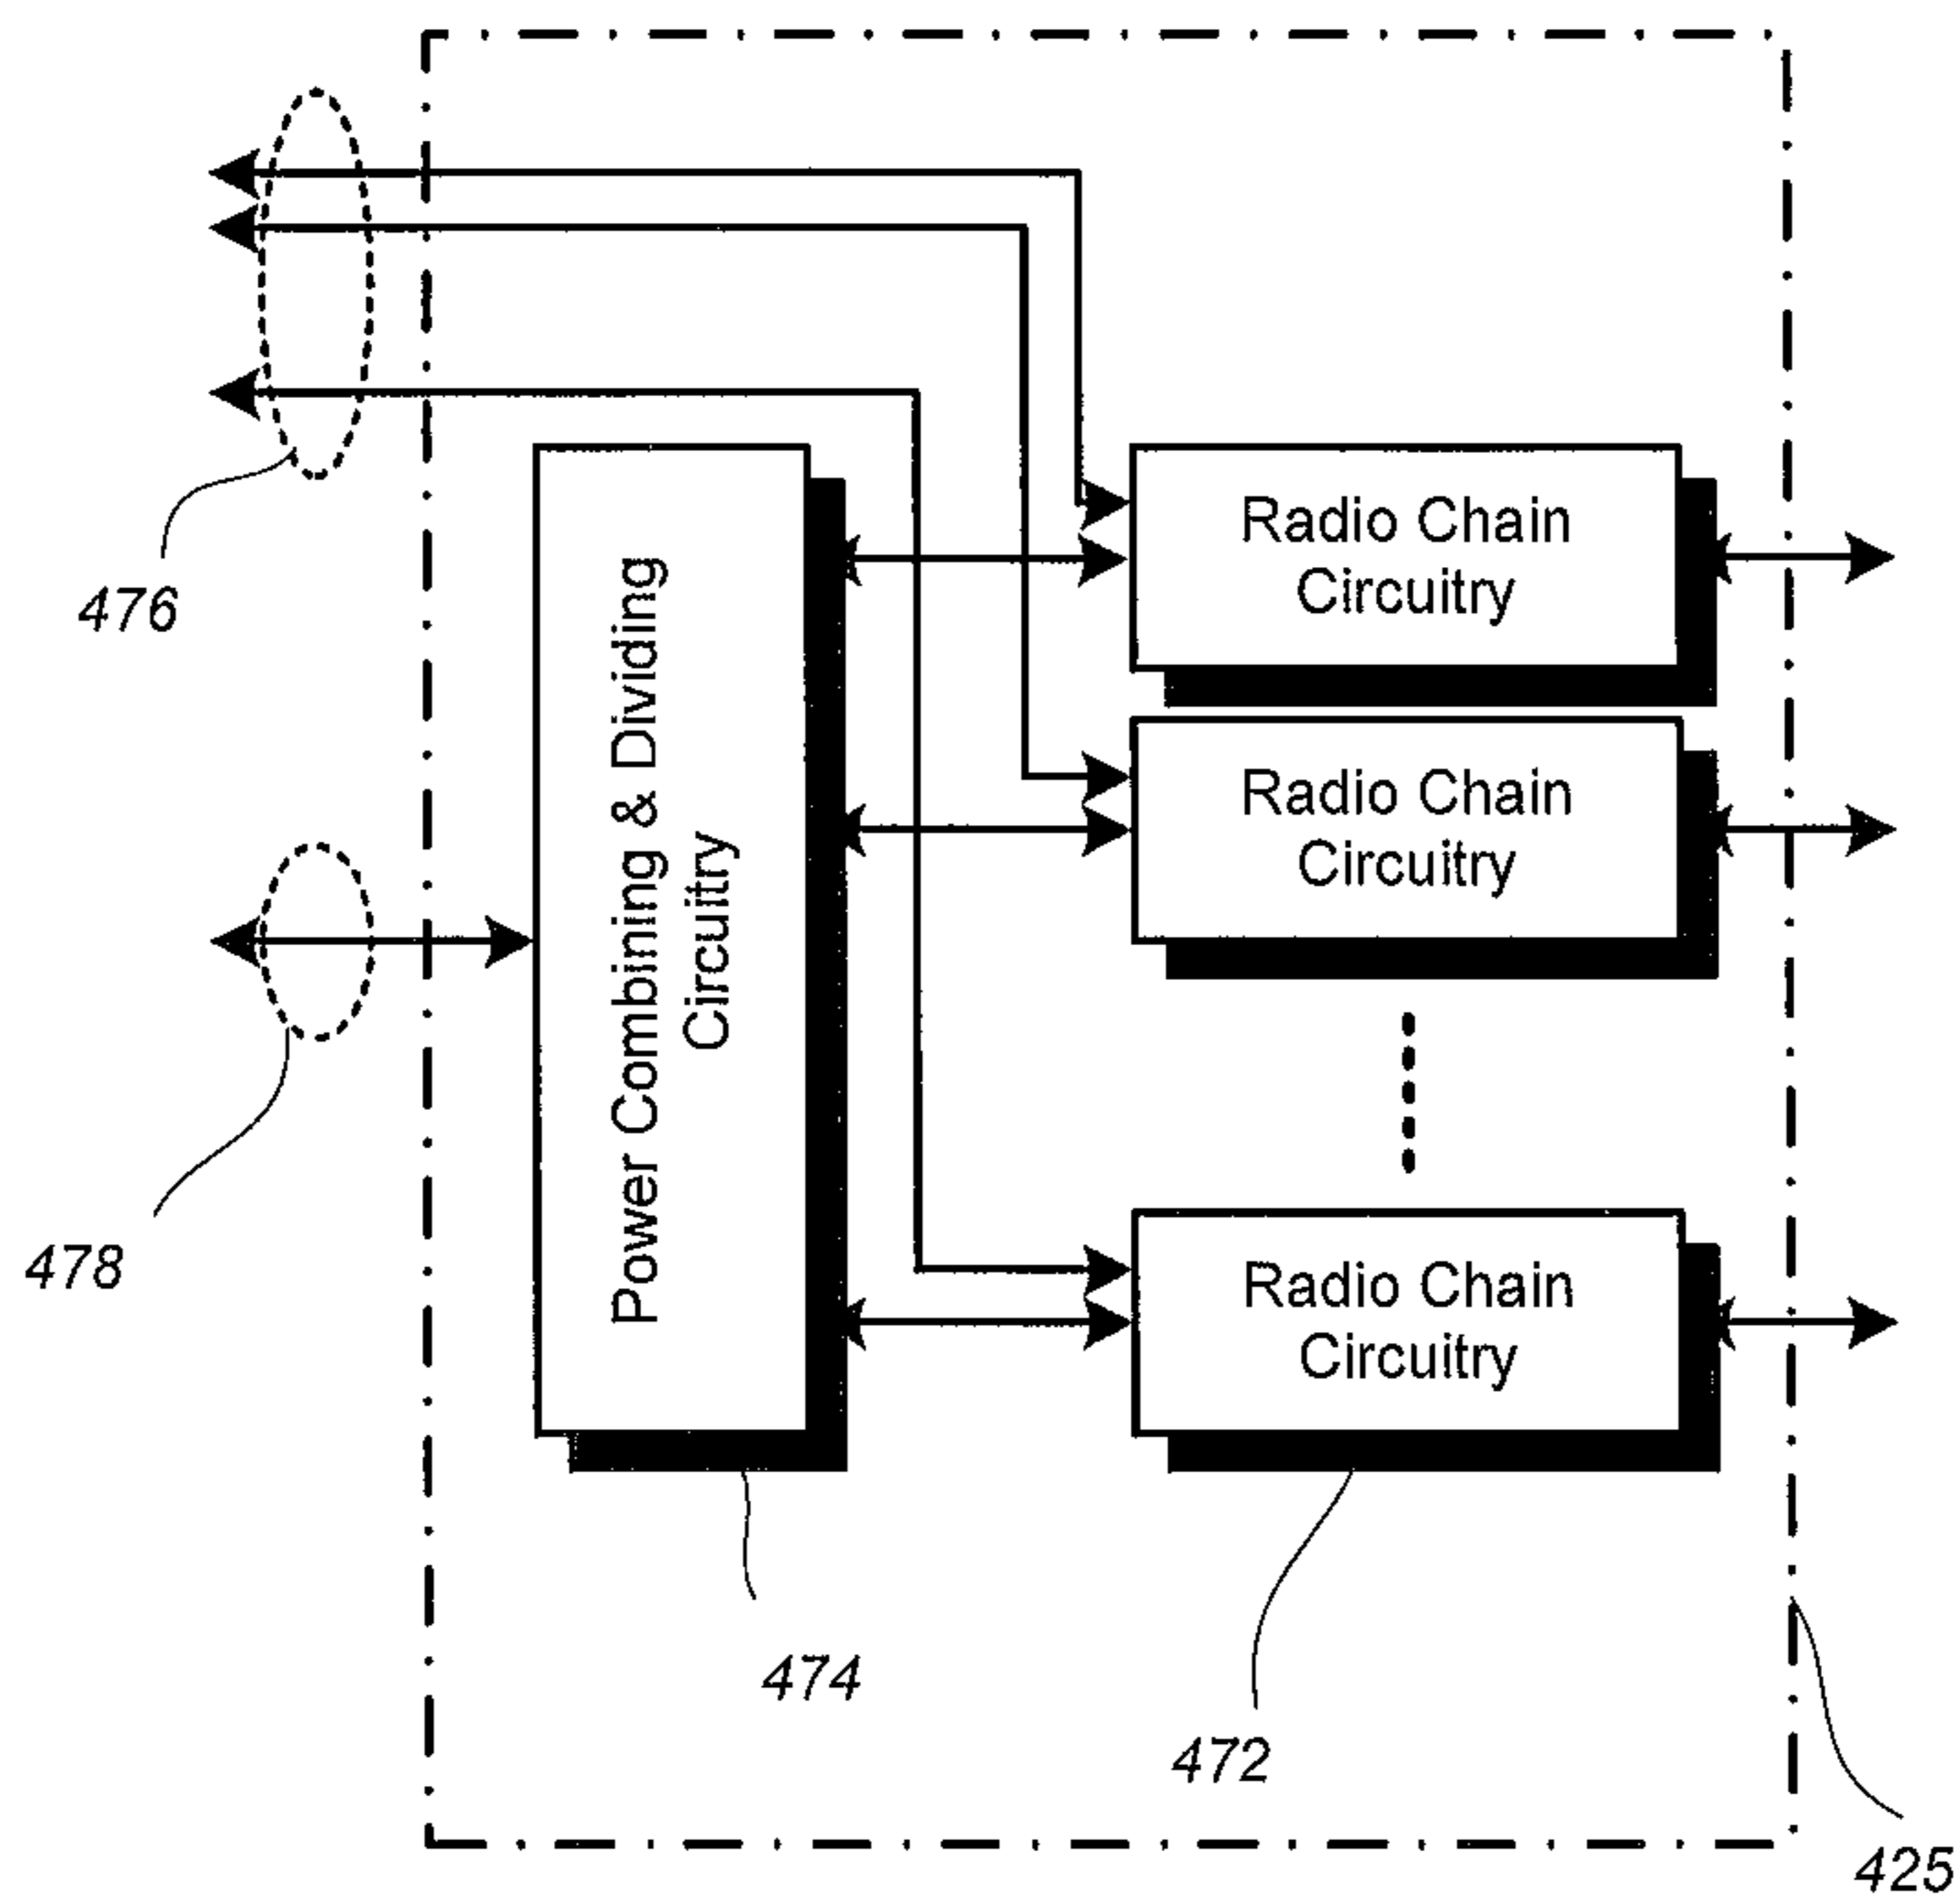 Radio Chain
Circuitry
476
Power Combining & Dividing
Circuitry
Radio Chain
Circuitry
478
Radio Chain
Circuitry
474
472
425